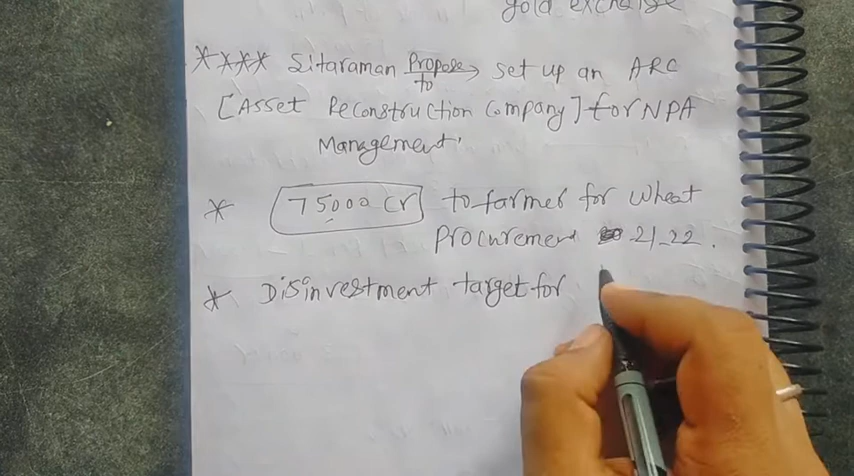 gold exchange
**** Sitaraman Propose to → set up an ARC
[Asset Reconstruction Company] for NPA
Management.
* 75000 Cr to farmer for wheat
Procurement 21-22.
* Disinvestment target for